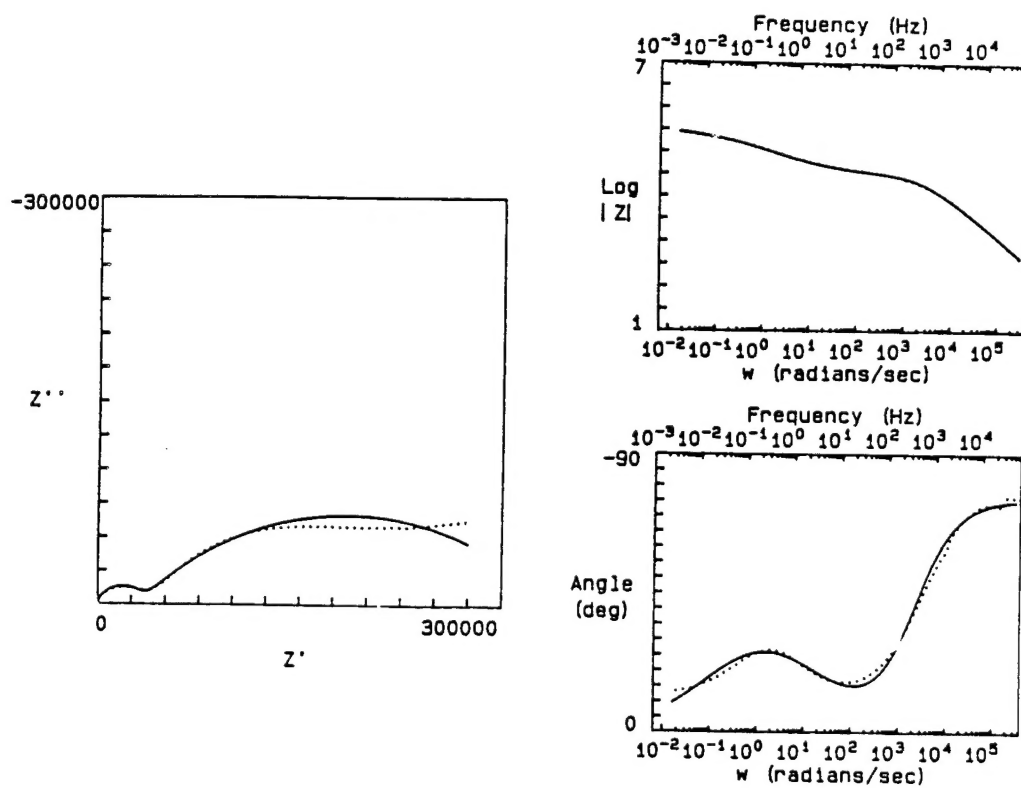 -300000
Z''
0
300000
Z'
Frequency (Hz)
10⁻³ 10⁻² 10⁻¹ 10⁰ 10¹ 10² 10³ 10⁴
7
Log
|Z|
1
10⁻² 10⁻¹ 10⁰ 10¹ 10² 10³ 10⁴ 10⁵
w (radians/sec)
Frequency (Hz)
10⁻³ 10⁻² 10⁻¹ 10⁰ 10¹ 10² 10³ 10⁴
-90
Angle
(deg)
0
10⁻² 10⁻¹ 10⁰ 10¹ 10² 10³ 10⁴ 10⁵
w (radians/sec)